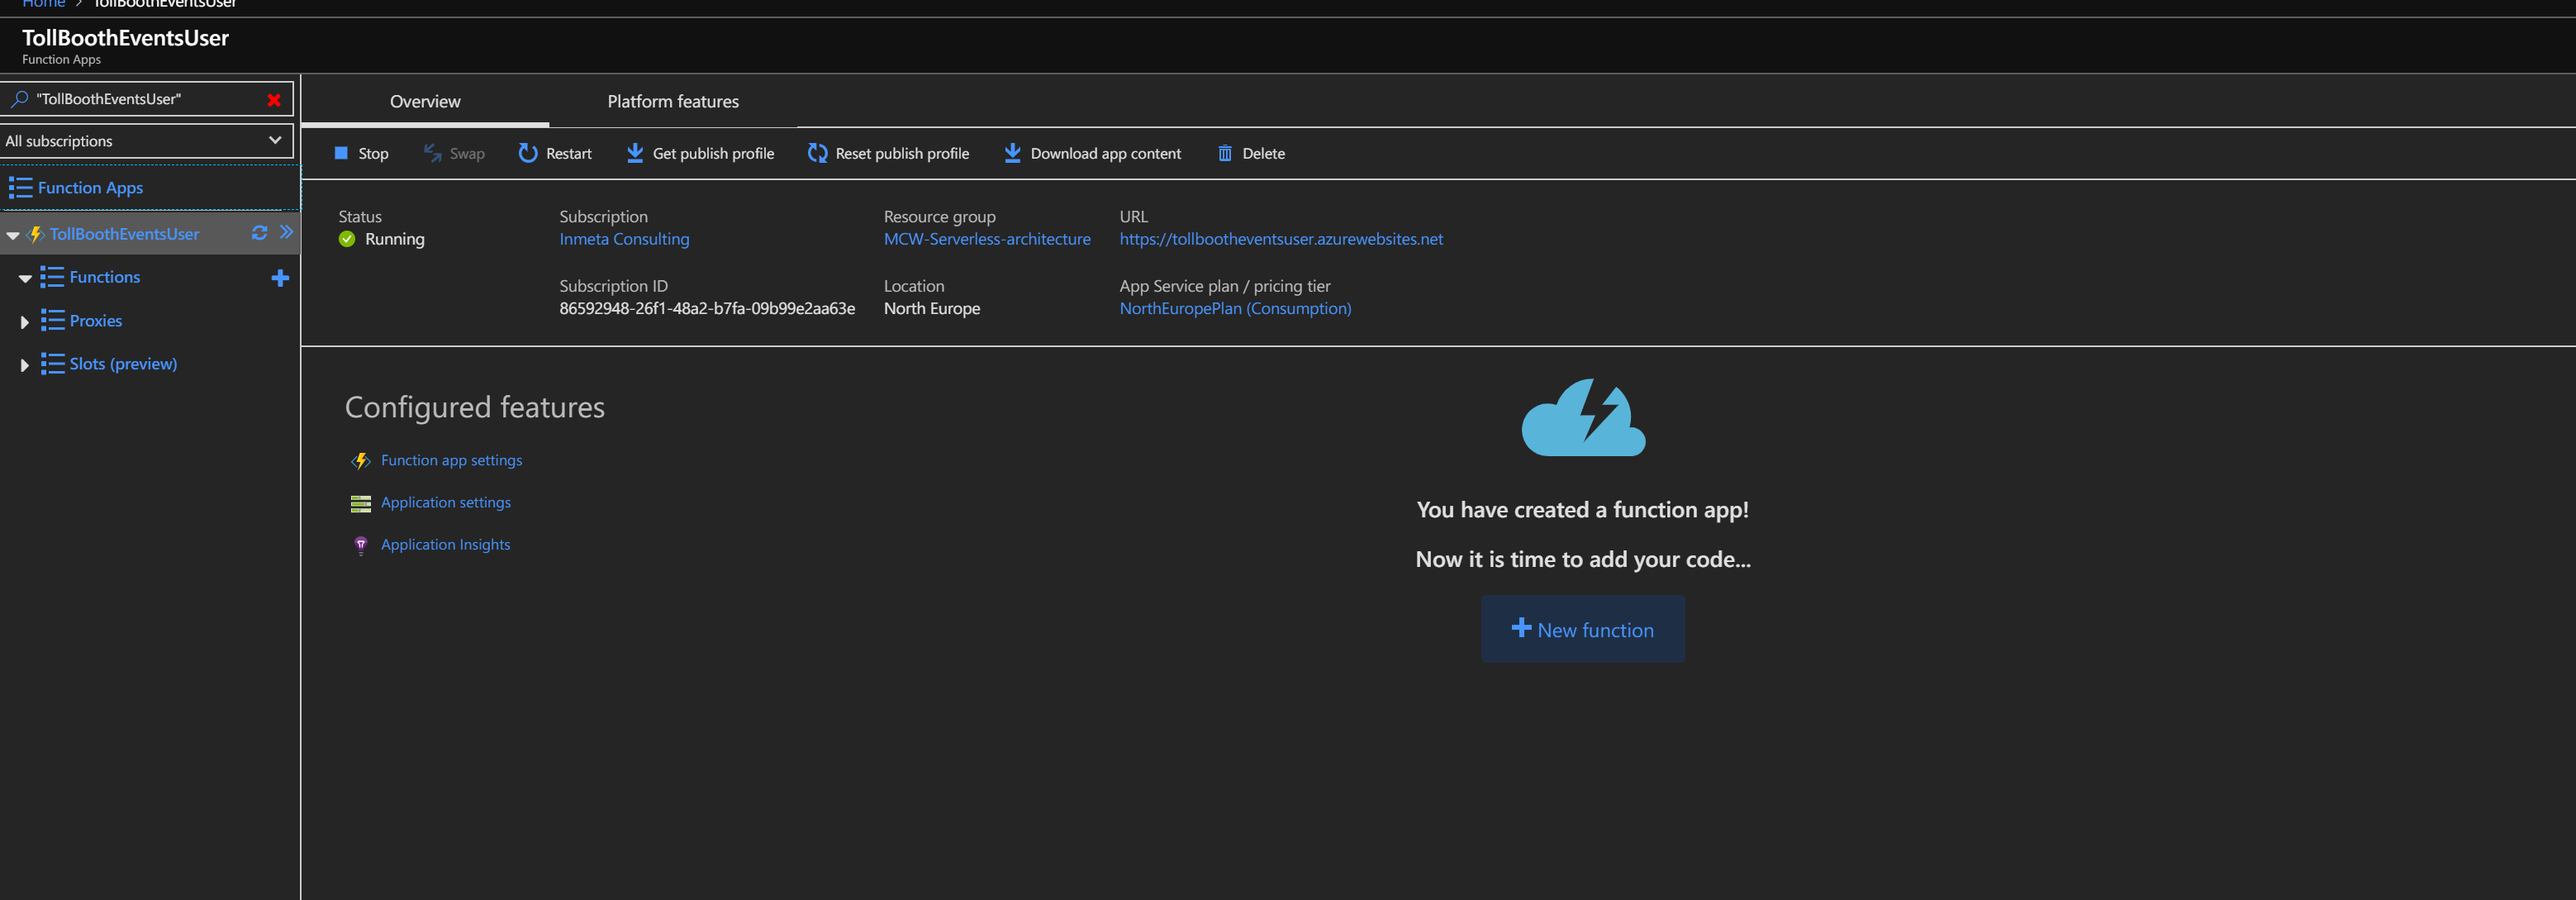 Home > TollBoothEventsUser
TollBoothEventsUser
Function Apps
"TollBoothEventsUser"
All subscriptions
Function Apps
TollBoothEventsUser
Functions
Proxies
Slots (preview)
Overview Platform features
Stop Swap Restart Get publish profile Reset publish profile Download app content Delete
Status Subscription Resource group URL
Running Inmeta Consulting MCW-Serverless-architecture https://tollbootheventsuser.azurewebsites.net
Subscription ID Location App Service plan / pricing tier
86592948-26f1-48a2-b7fa-09b99e2aa63e North Europe NorthEuropePlan (Consumption)
Configured features
Function app settings
Application settings
Application Insights
You have created a function app!
Now it is time to add your code...
New function